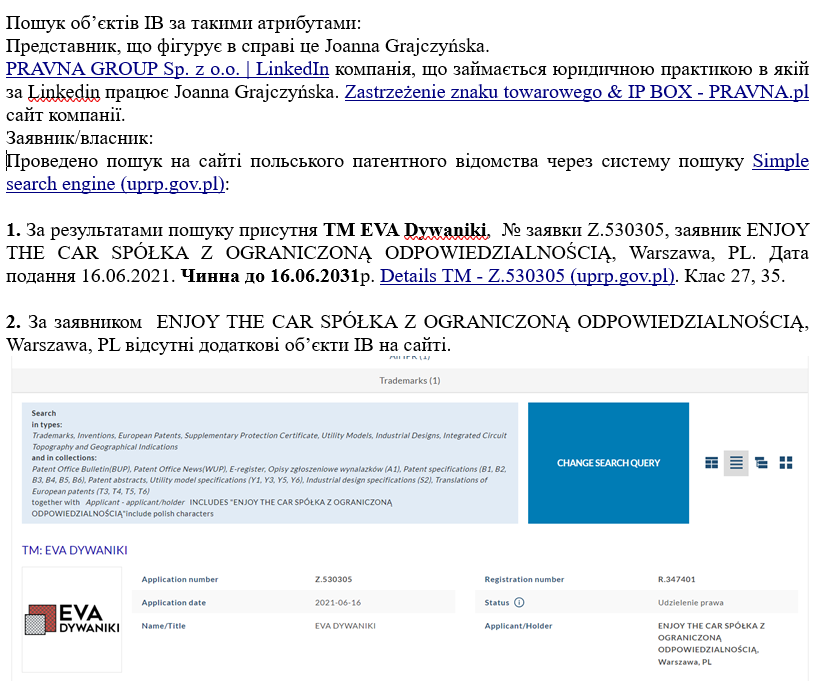 Пошук об’єктів ІВ за такими атрибутами:
Представник, що фігурує в справі це Joanna Grajczyńska.
PRAVNA GROUP Sp. z o.o. | LinkedIn компанія, що займається юридичною практикою в якій
за Linkedin працює Joanna Grajczyńska. Zastrzeżenie znaku towarowego & IP BOX - PRAVNA.pl
сайт компанії.
Заявник/власник:
Проведено пошук на сайті польського патентного відомства через систему пошуку Simple
search engine (uprp.gov.pl):
1. За результатами пошуку присутня ТМ EVA Dywaniki, № заявки Z.530305, заявник ENJOY
THE CAR SPÓŁKA Z OGRANICZONĄ ODPOWIEDZIALNOŚCIĄ, Warszawa, PL. Дата
подання 16.06.2021. Чинна до 16.06.2031р. Details TM - Z.530305 (uprp.gov.pl). Клас 27, 35.
2. За заявником ENJOY THE CAR SPÓŁKA Z OGRANICZONĄ ODPOWIEDZIALNOŚCIĄ,
Warszawa, PL відсутні додаткові об’єкти ІВ на сайті.
Trademarks (1)
Search
in types:
Trademarks, Inventions, European Patents, Supplementary Protection Certificate, Utility Models, Industrial Designs, Integrated Circuit
Topography and Geographical Indications
and in collections:
Patent Office Bulletin(BUP), Patent Office News(WUP), E-register, Opisy zgłoszeniowe wynalazków (A1), Patent specifications (B1, B2,
B3, B4, B5, B6), Patent abstracts, Utility model specifications (Y1, Y3, Y5, Y6), Industrial design specifications (S2), Translations of
European patents (T3, T4, T5, T6)
together with Applicant - applicant/holder INCLUDES "ENJOY THE CAR SPÓŁKA Z OGRANICZONĄ
ODPOWIEDZIALNOŚCIĄ"include polish characters
CHANGE SEARCH QUERY
TM: EVA DYWANIKI
EVA
DYWANIKI
Application number Z.530305 Registration number R.347401
Application date 2021-06-16 Status Udzielenie prawa
Name/Title EVA DYWANIKI Applicant/Holder ENJOY THE CAR SPÓŁKA Z
OGRANICZONĄ
ODPOWIEDZIALNOŚCIĄ,
Warszawa, PL